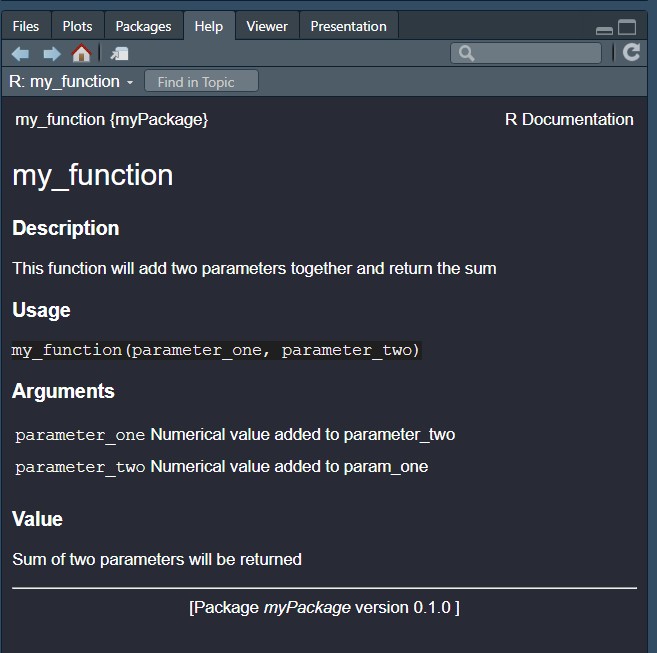 Files Plots Packages Help Viewer Presentation
R: my_function Find in Topic
my_function {myPackage} R Documentation
my_function
Description
This function will add two parameters together and return the sum
Usage
my_function(parameter_one, parameter_two)
Arguments
parameter_one Numerical value added to parameter_two
parameter_two Numerical value added to param_one
Value
Sum of two parameters will be returned
[Package myPackage version 0.1.0 ]